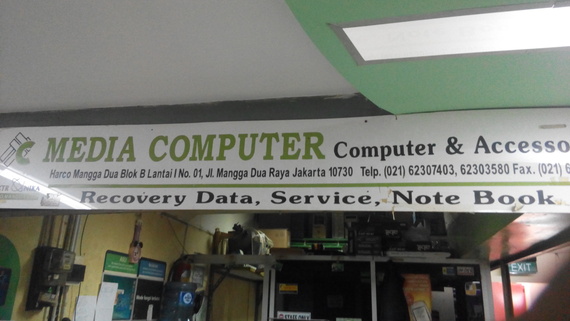 MEDIA COMPUTER Computer & Accesso
Harco Mangga Dua Blok B Lantai I No. 01, Jl. Mangga Dua Raya Jakarta 10730 Telp. (021) 62307403, 62303580 Fax. (021) 6
Recovery Data, Service, Note Book
EXIT